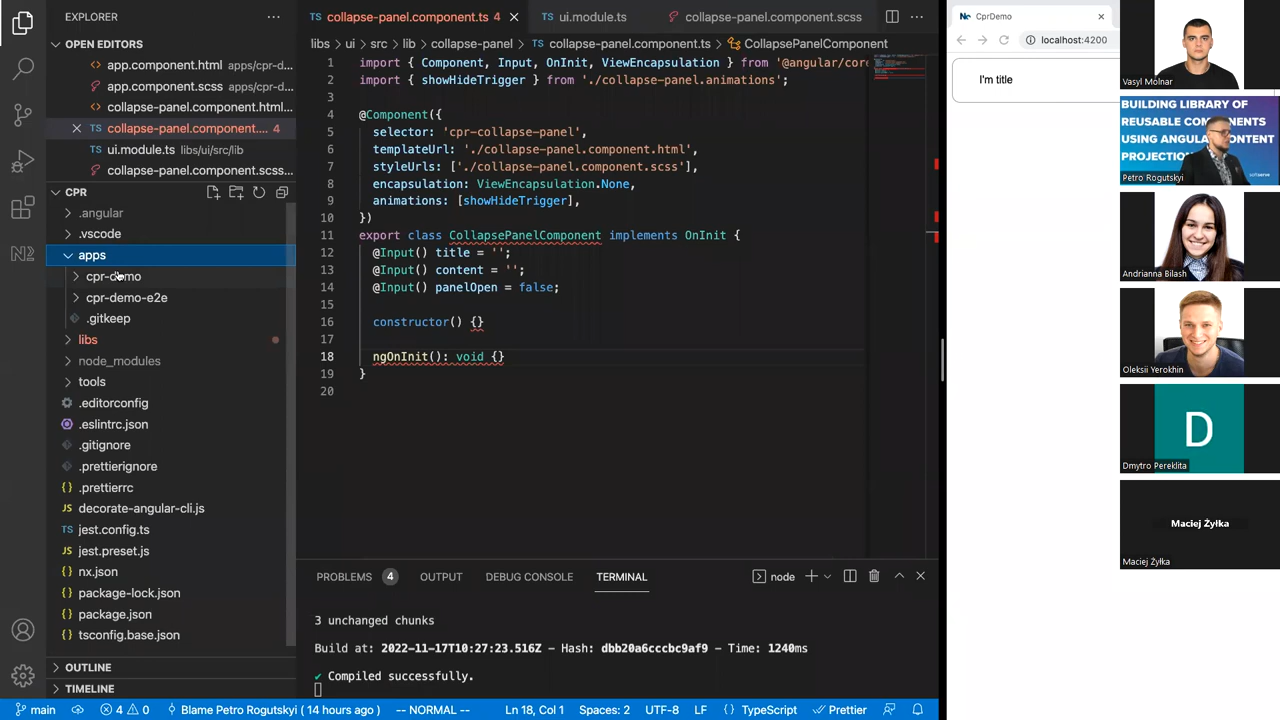 EXPLORER
OPEN EDITORS
app.component.html apps/cpr-d...
app.component.scss apps/cpr-d...
collapse-panel.component.html...
TS collapse-panel.component.... 4
TS ui.module.ts libs/ui/src/lib
collapse-panel.component.scss...
CPR
.angular
.vscode
apps
cpr-demo
cpr-demo-e2e
.gitkeep
libs
node_modules
tools
.editorconfig
.eslintrc.json
.gitignore
.prettierignore
{} .prettierrc
JS decorate-angular-cli.js
TS jest.config.ts
JS jest.preset.js
{} nx.json
{} package-lock.json
{} package.json
{} tsconfig.base.json
OUTLINE
TIMELINE
TS collapse-panel.component.ts 4
TS ui.module.ts
collapse-panel.component.scss
libs > ui > src > lib > collapse-panel > TS collapse-panel.component.ts > CollapsePanelComponent
1 import { Component, Input, OnInit, ViewEncapsulation } from '@angular/core
2 import { showHideTrigger } from './collapse-panel.animations';
3
4 @Component({
5 selector: 'cpr-collapse-panel',
6 templateUrl: './collapse-panel.component.html',
7 styleUrls: ['./collapse-panel.component.scss'],
8 encapsulation: ViewEncapsulation.None,
9 animations: [showHideTrigger],
10 })
11 export class CollapsePanelComponent implements OnInit {
12 @Input() title = '';
13 @Input() content = '';
14 @Input() panelOpen = false;
15
16 constructor() {}
17
18 ngOnInit(): void {}
19 }
20
PROBLEMS 4 OUTPUT DEBUG CONSOLE TERMINAL
node
3 unchanged chunks
Build at: 2022-11-17T10:27:23.516Z - Hash: dbb20a6cccbc9af9 - Time: 1240ms
✔ Compiled successfully.
main 4 0 Blame Petro Rogutskyi ( 14 hours ago ) -- NORMAL -- Ln 18, Col 1 Spaces: 2 UTF-8 LF {} TypeScript Prettier
CprDemo
localhost:4200
I'm title
Vasyl Molnar
BUILDING LIBRARY OF
REUSABLE COMPONENTS
USING ANGULAR CONTENT
PROJECTION
softserve
Petro Rogutskyi
Andrianna Bilash
Oleksii Yerokhin
D
Dmytro Pereklita
Maciej Żyłka
Maciej Żyłka